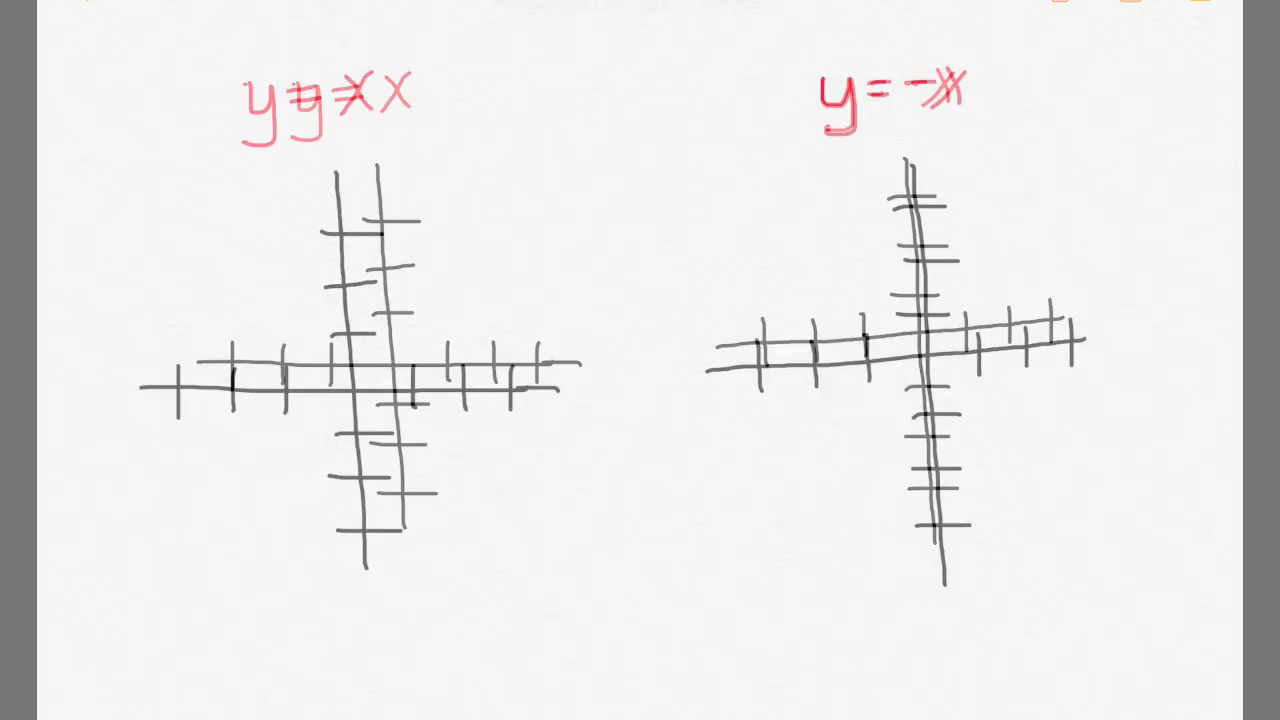 y = x
y = -x